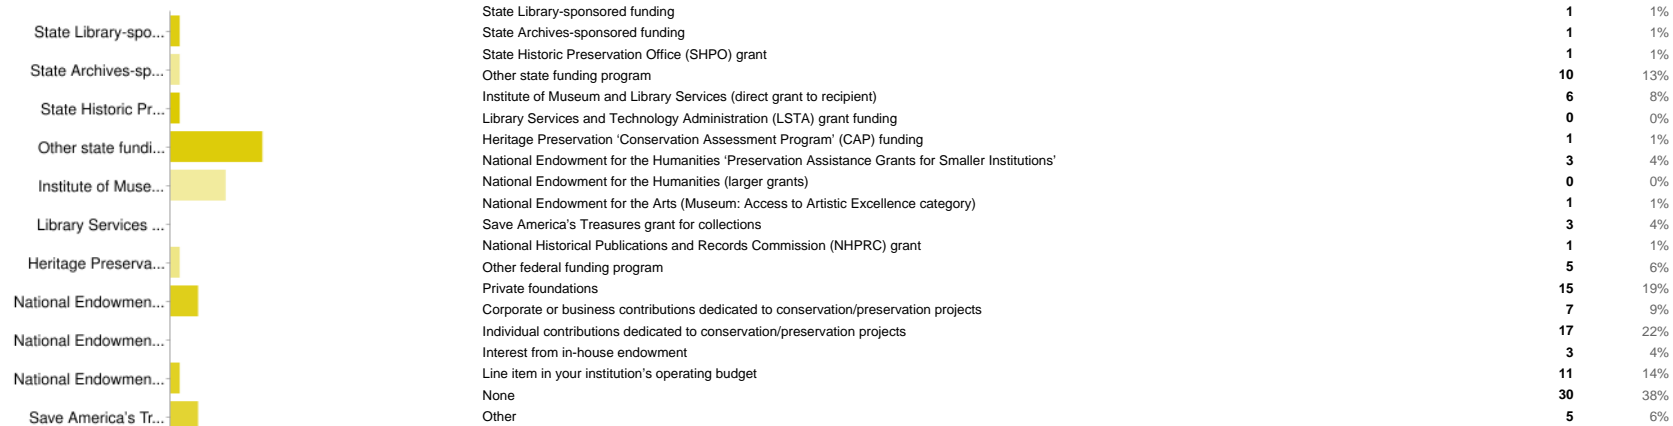 State Library-spo...
State Archives-sp...
State Historic Pr...
Other state fundi...
Institute of Muse...
Library Services ...
Heritage Preserva...
National Endowmen...
National Endowmen...
National Endowmen...
Save America's Tr...
State Library-sponsored funding 1 1%
State Archives-sponsored funding 1 1%
State Historic Preservation Office (SHPO) grant 1 1%
Other state funding program 10 13%
Institute of Museum and Library Services (direct grant to recipient) 6 8%
Library Services and Technology Administration (LSTA) grant funding 0 0%
Heritage Preservation ‘Conservation Assessment Program’ (CAP) funding 1 1%
National Endowment for the Humanities ‘Preservation Assistance Grants for Smaller Institutions’ 3 4%
National Endowment for the Humanities (larger grants) 0 0%
National Endowment for the Arts (Museum: Access to Artistic Excellence category) 1 1%
Save America’s Treasures grant for collections 3 4%
National Historical Publications and Records Commission (NHPRC) grant 1 1%
Other federal funding program 5 6%
Private foundations 15 19%
Corporate or business contributions dedicated to conservation/preservation projects 7 9%
Individual contributions dedicated to conservation/preservation projects 17 22%
Interest from in-house endowment 3 4%
Line item in your institution’s operating budget 11 14%
None 30 38%
Other 5 6%